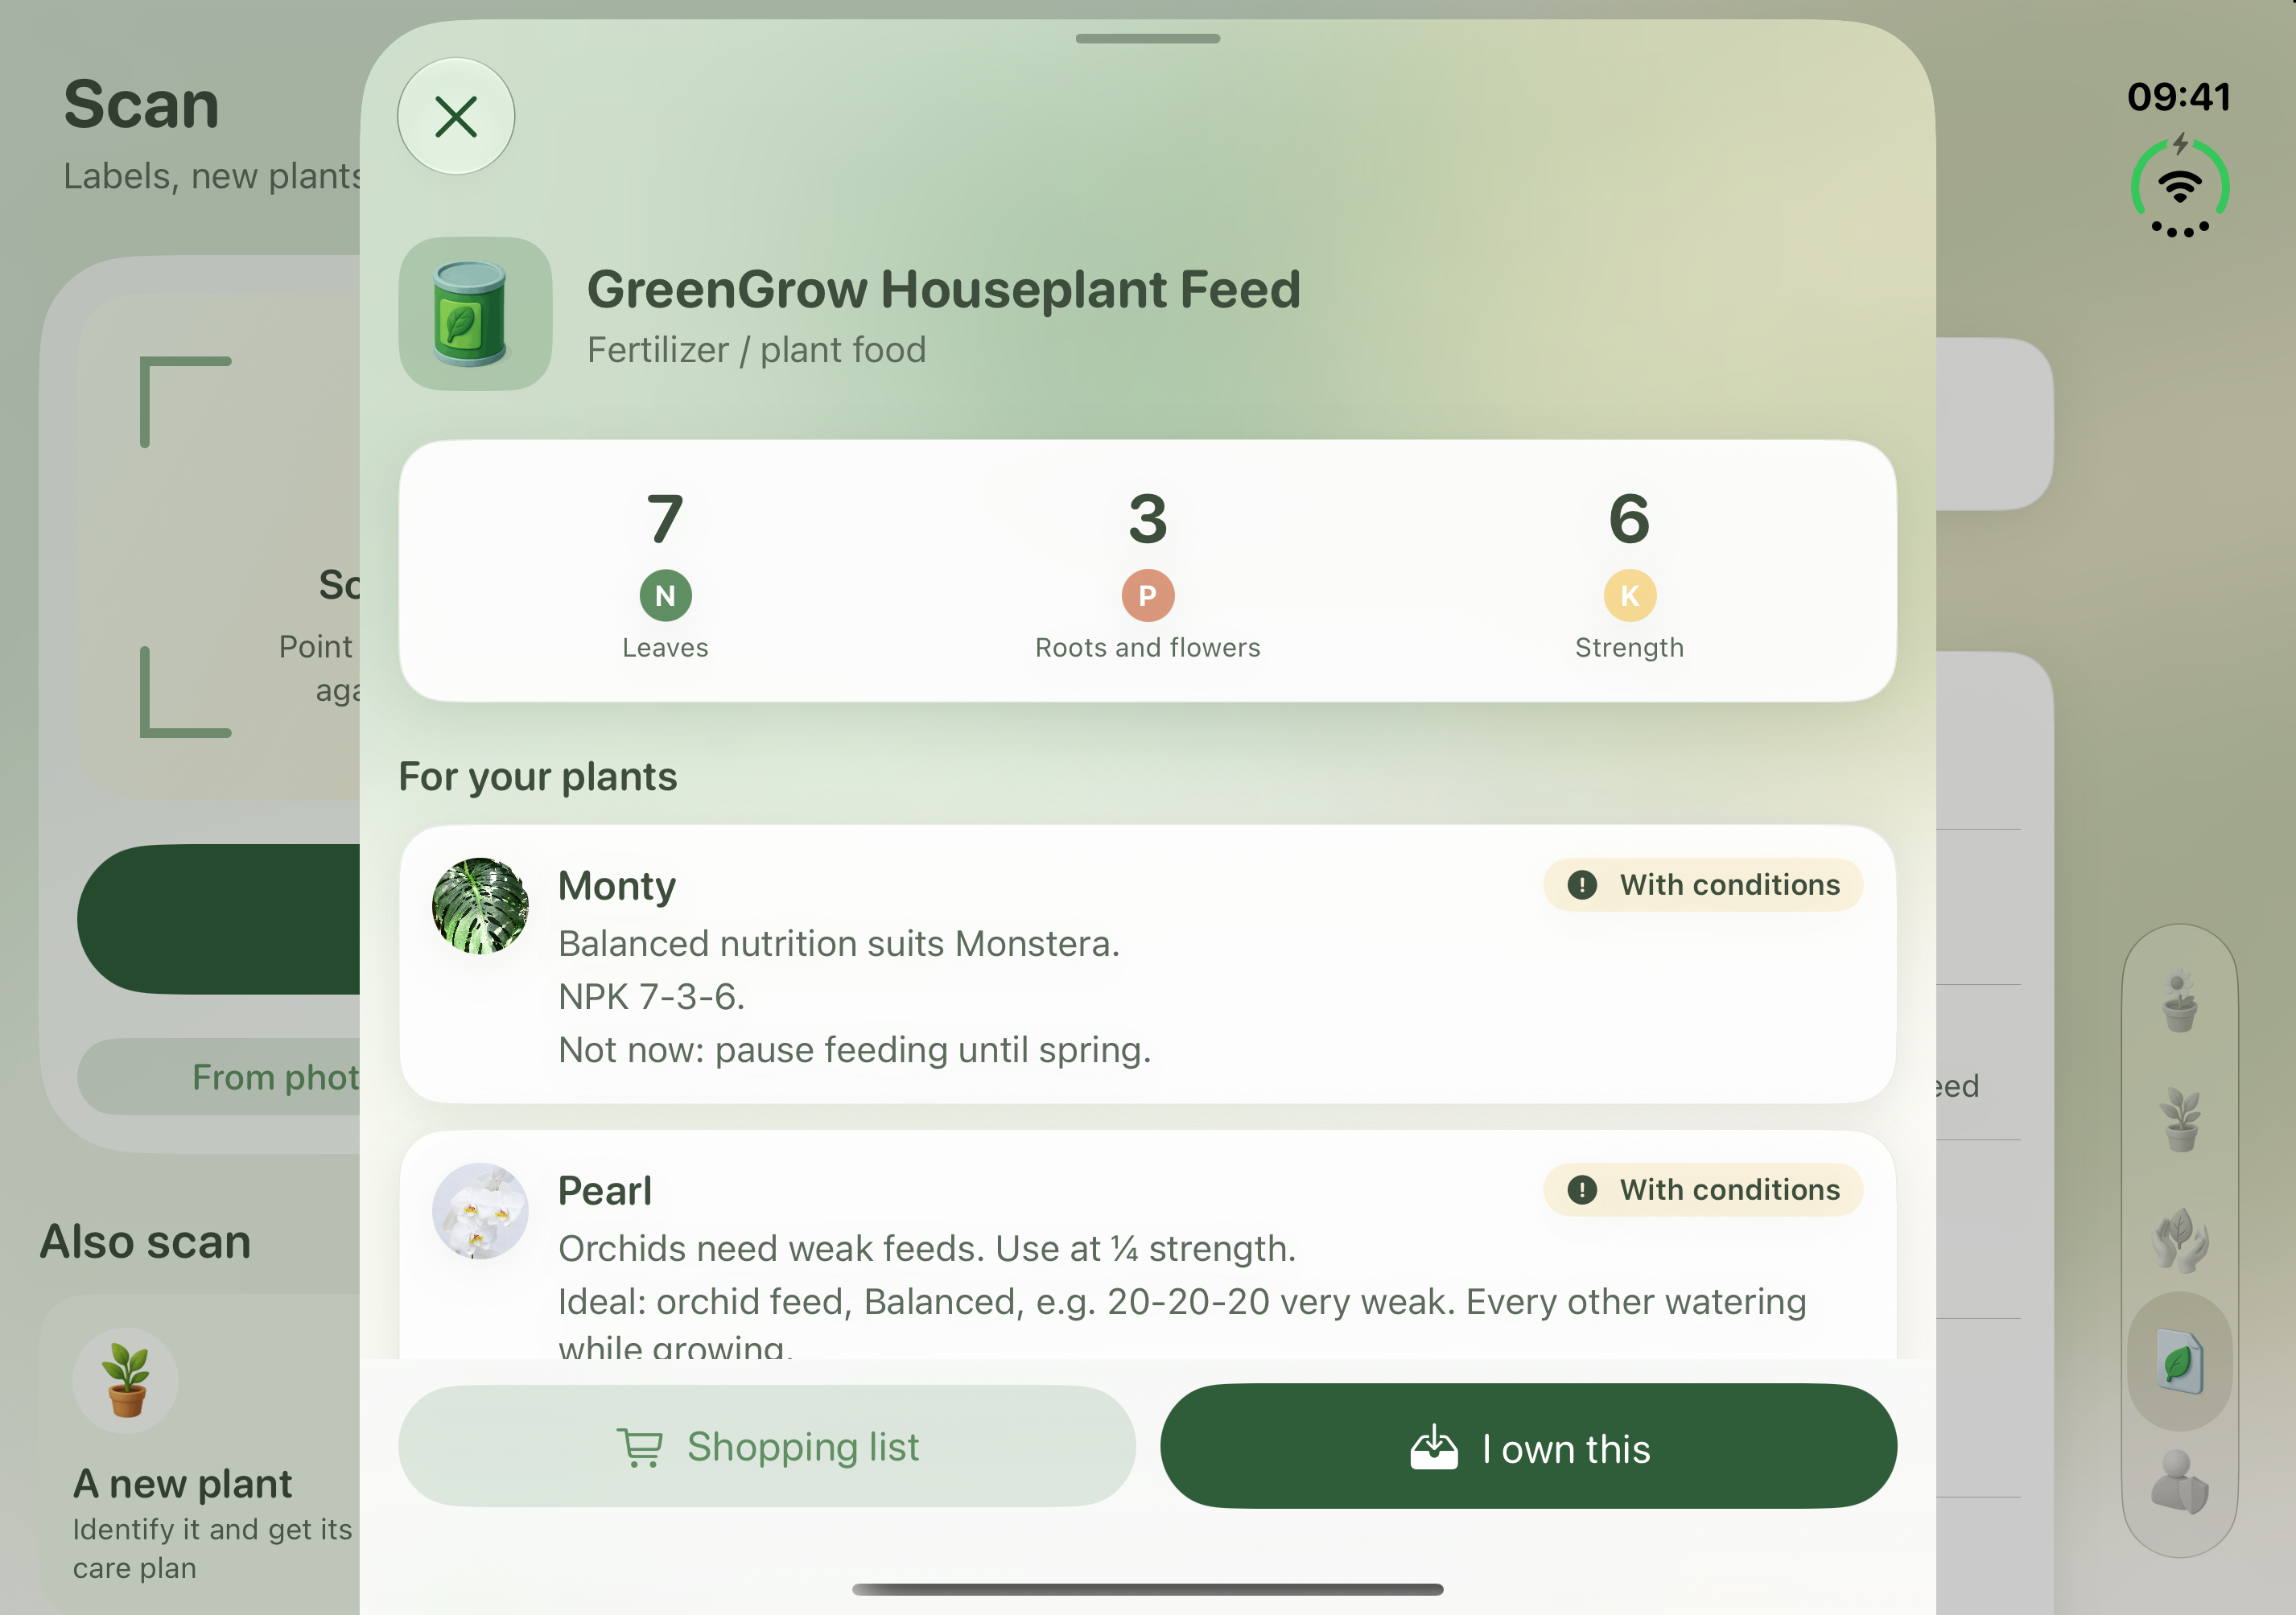 Scan
Labels, new plants
09:41
GreenGrow Houseplant Feed
Fertilizer / plant food
7
N
Leaves
3
P
Roots and flowers
6
K
Strength
Point
From
For your plants
Monty
With conditions
Balanced nutrition suits Monstera.
NPK 7-3-6.
Not now: pause feeding until spring.
Pearl
With conditions
Orchids need weak feeds. Use at ¼ strength.
Ideal: orchid feed, Balanced, e.g. 20-20-20 very weak. Every other watering
while growing.
Also scan
A new plant
Identify it and get its
care plan
Shopping list
I own this